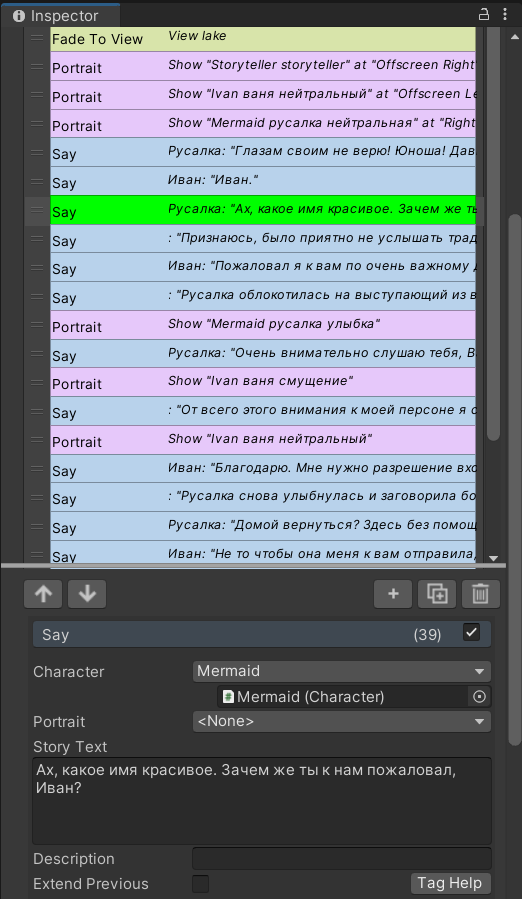 Inspector
Fade To View View lake
Portrait Show "Storyteller storyteller" at "Offscreen Right"
Portrait Show "Ivan ваня нейтральный" at "Offscreen Le
Portrait Show "Mermaid русалка нейтральная" at "Right
Say Русалка: "Глазам своим не верю! Юноша! Дав
Say Иван: "Иван."
Say Русалка: "Ах, какое имя красивое. Зачем же ты
Say : "Признаюсь, было приятно не услышать трад
Say Иван: "Пожаловал я к вам по очень важному д
Say : "Русалка облокотилась на выступающий из в
Portrait Show "Mermaid русалка улыбка"
Say Русалка: "Очень внимательно слушаю тебя, В
Portrait Show "Ivan ваня смущение"
Say : "От всего этого внимания к моей персоне я с
Portrait Show "Ivan ваня нейтральный"
Say Иван: "Благодарю. Мне нужно разрешение вхо
Say : "Русалка снова улыбнулась и заговорила бо
Say Русалка: "Домой вернуться? Здесь без помощ
Say Иван: "Не то чтобы она меня к вам отправила,
Say (39)
Character Mermaid
Mermaid (Character)
Portrait <None>
Story Text
Ах, какое имя красивое. Зачем же ты к нам пожаловал,
Иван?
Description
Extend Previous Tag Help